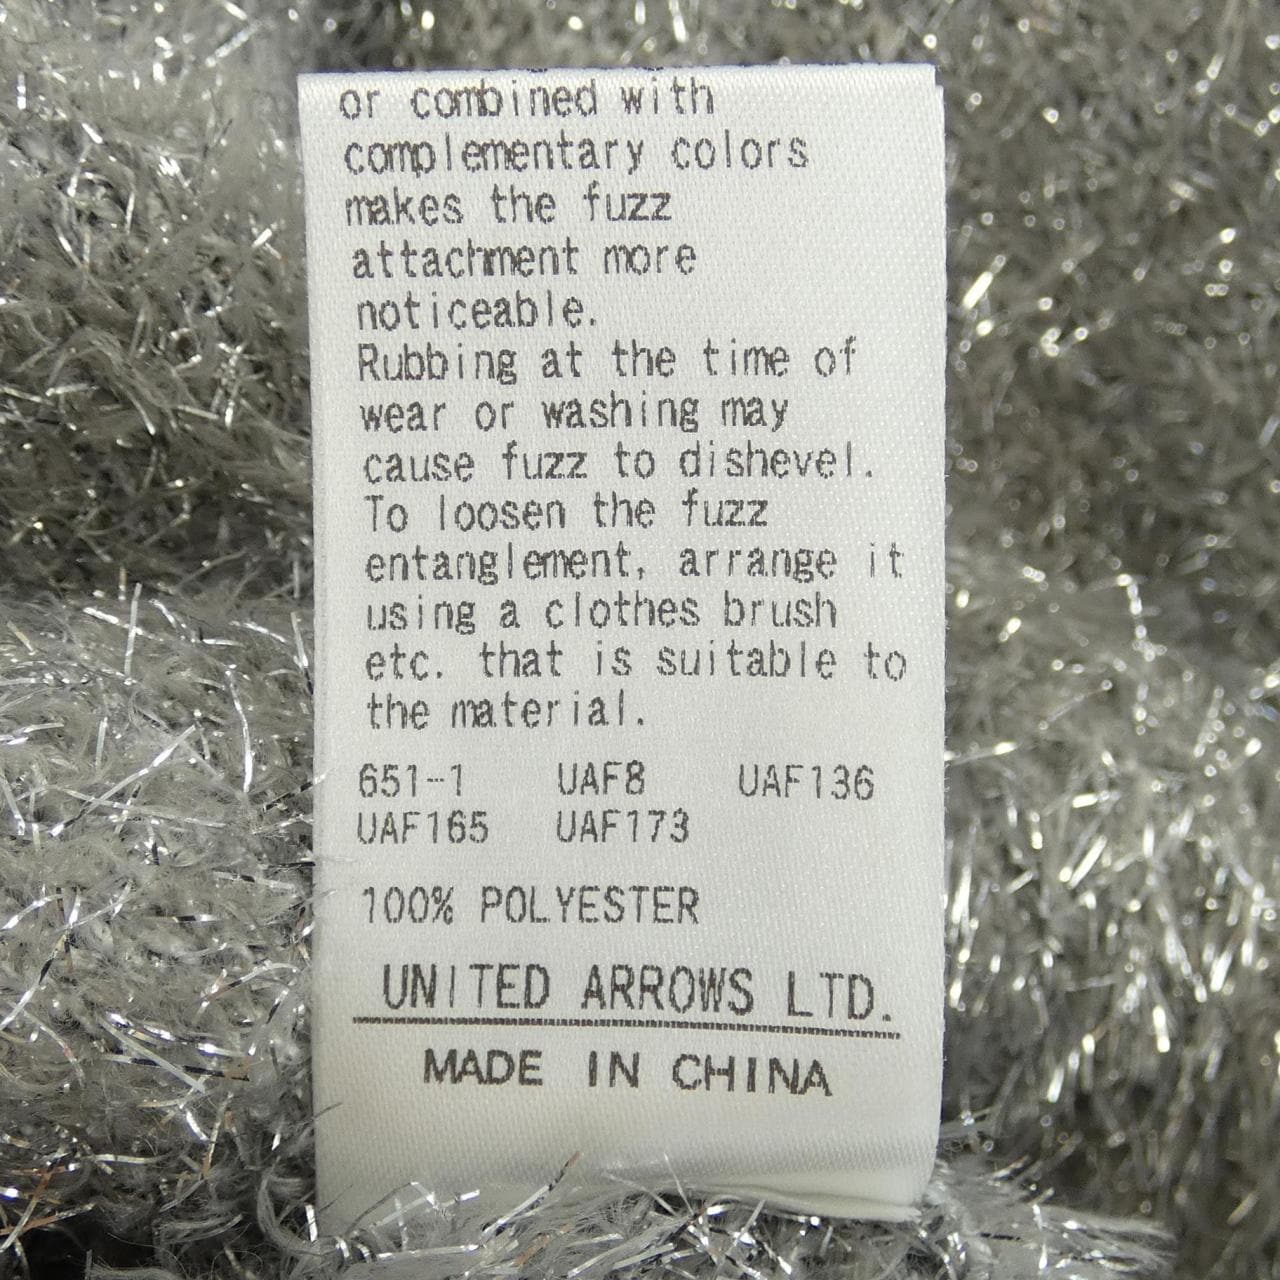 or combined with
complementary colors
makes the fuzz
attachment more
noticeable.
Rubbing at the time of
wear or washing may
cause fuzz to dishevel.
To loosen the fuzz
entanglement, arrange it
using a clothes brush
etc. that is suitable to
the material.
651-1 UAF8 UAF136
UAF165 UAF173
100% POLYESTER
UNITED ARROWS LTD.
MADE IN CHINA